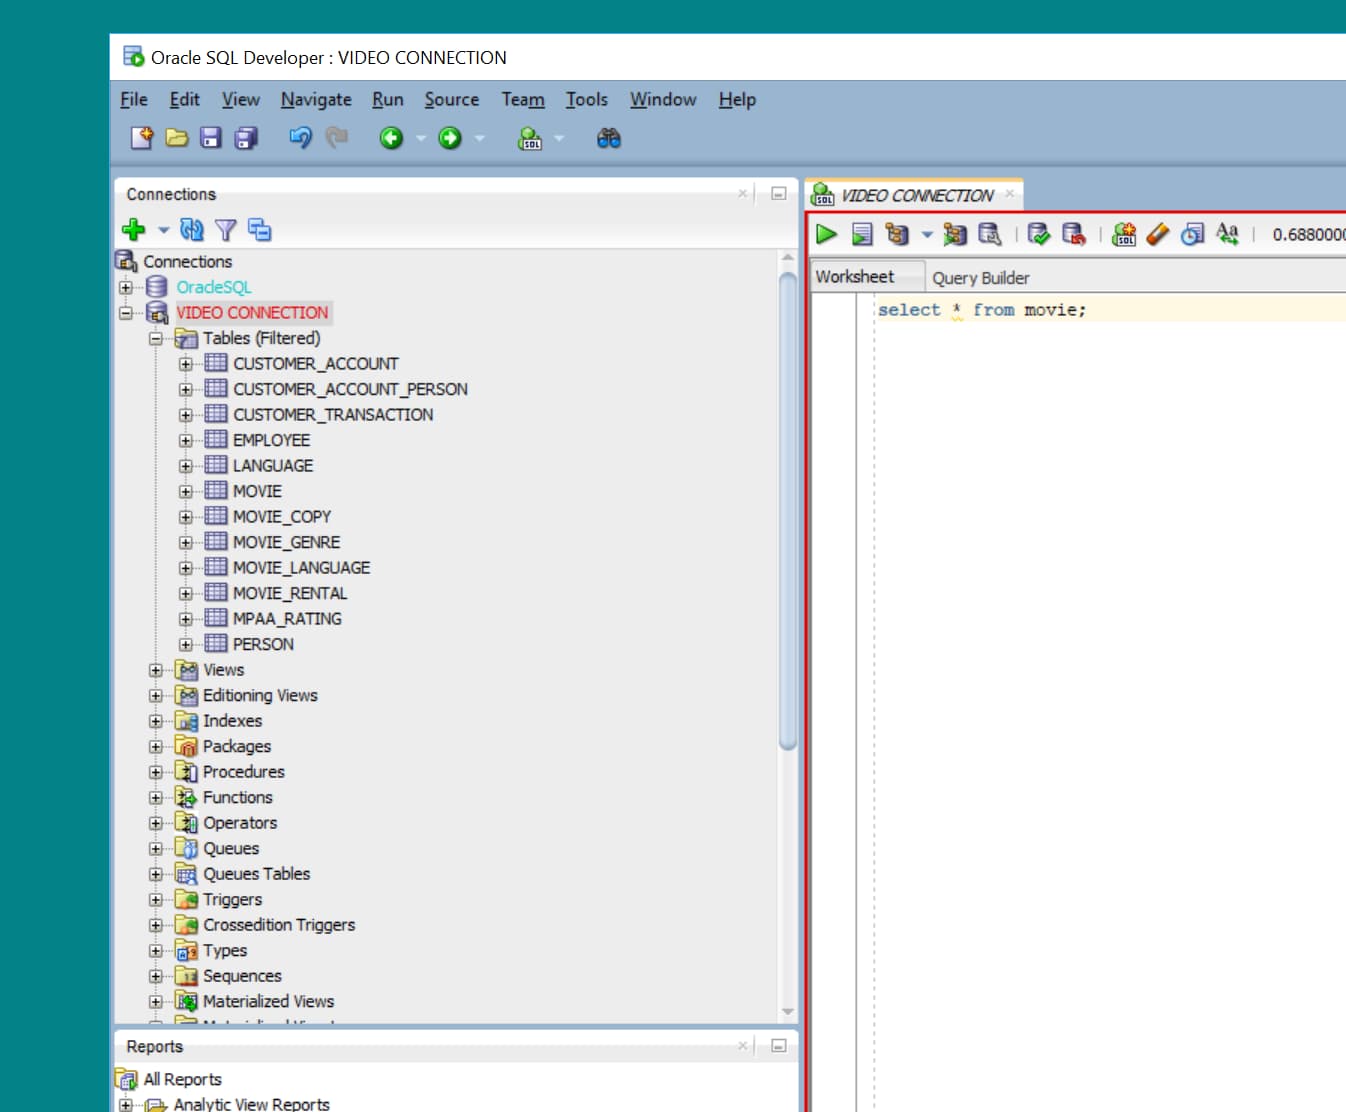 Oracle SQL Developer : VIDEO CONNECTION
File Edit View Navigate Run Source Team Tools Window Help
Connections
VIDEO CONNECTION
0.6880000
Connections
OracleSQL
VIDEO CONNECTION
Tables (Filtered)
CUSTOMER_ACCOUNT
CUSTOMER_ACCOUNT_PERSON
CUSTOMER_TRANSACTION
EMPLOYEE
LANGUAGE
MOVIE
MOVIE_COPY
MOVIE_GENRE
MOVIE_LANGUAGE
MOVIE_RENTAL
MPAA_RATING
PERSON
Views
Editioning Views
Indexes
Packages
Procedures
Functions
Operators
Queues
Queues Tables
Triggers
Crossedition Triggers
Types
Sequences
Materialized Views
Reports
All Reports
Analytic View Reports
Worksheet Query Builder
select * from movie;